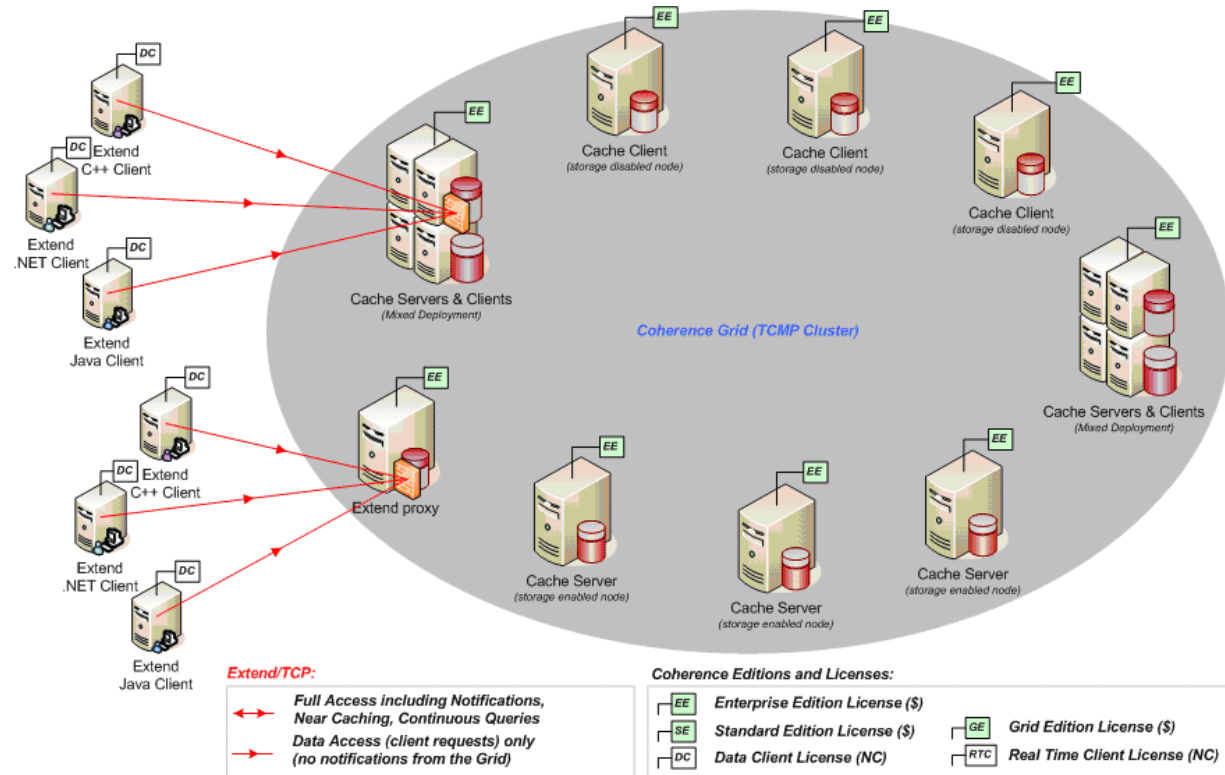 EE
EE
DC
EE
Extend
C++ Client
EE
Cache Client
(storage disabled node)
Cache Client
(storage disabled node)
DC
Extend
.NET Client
Cache Client
(storage disabled node)
DC
EE
Cache Servers & Clients
(Mixed Deployment)
Extend
Java Client
Coherence Grid (TCMP Cluster)
DC
EE
Cache Servers & Clients
(Mixed Deployment)
Extend
C++ Client
EE
EE
EE
DC
Extend proxy
Extend
.NET Client
Cache Server
(storage enabled node)
Cache Server
(storage enabled node)
Cache Server
(storage enabled node)
DC
Extend
Java Client
Extend/TCP:
Full Access including Notifications,
Near Caching, Continuous Queries
Data Access (client requests) only
(no notifications from the Grid)
Coherence Editions and Licenses:
EE Enterprise Edition License ($)
SE Standard Edition License ($)
DC Data Client License (NC)
GE Grid Edition License ($)
RTC Real Time Client License (NC)